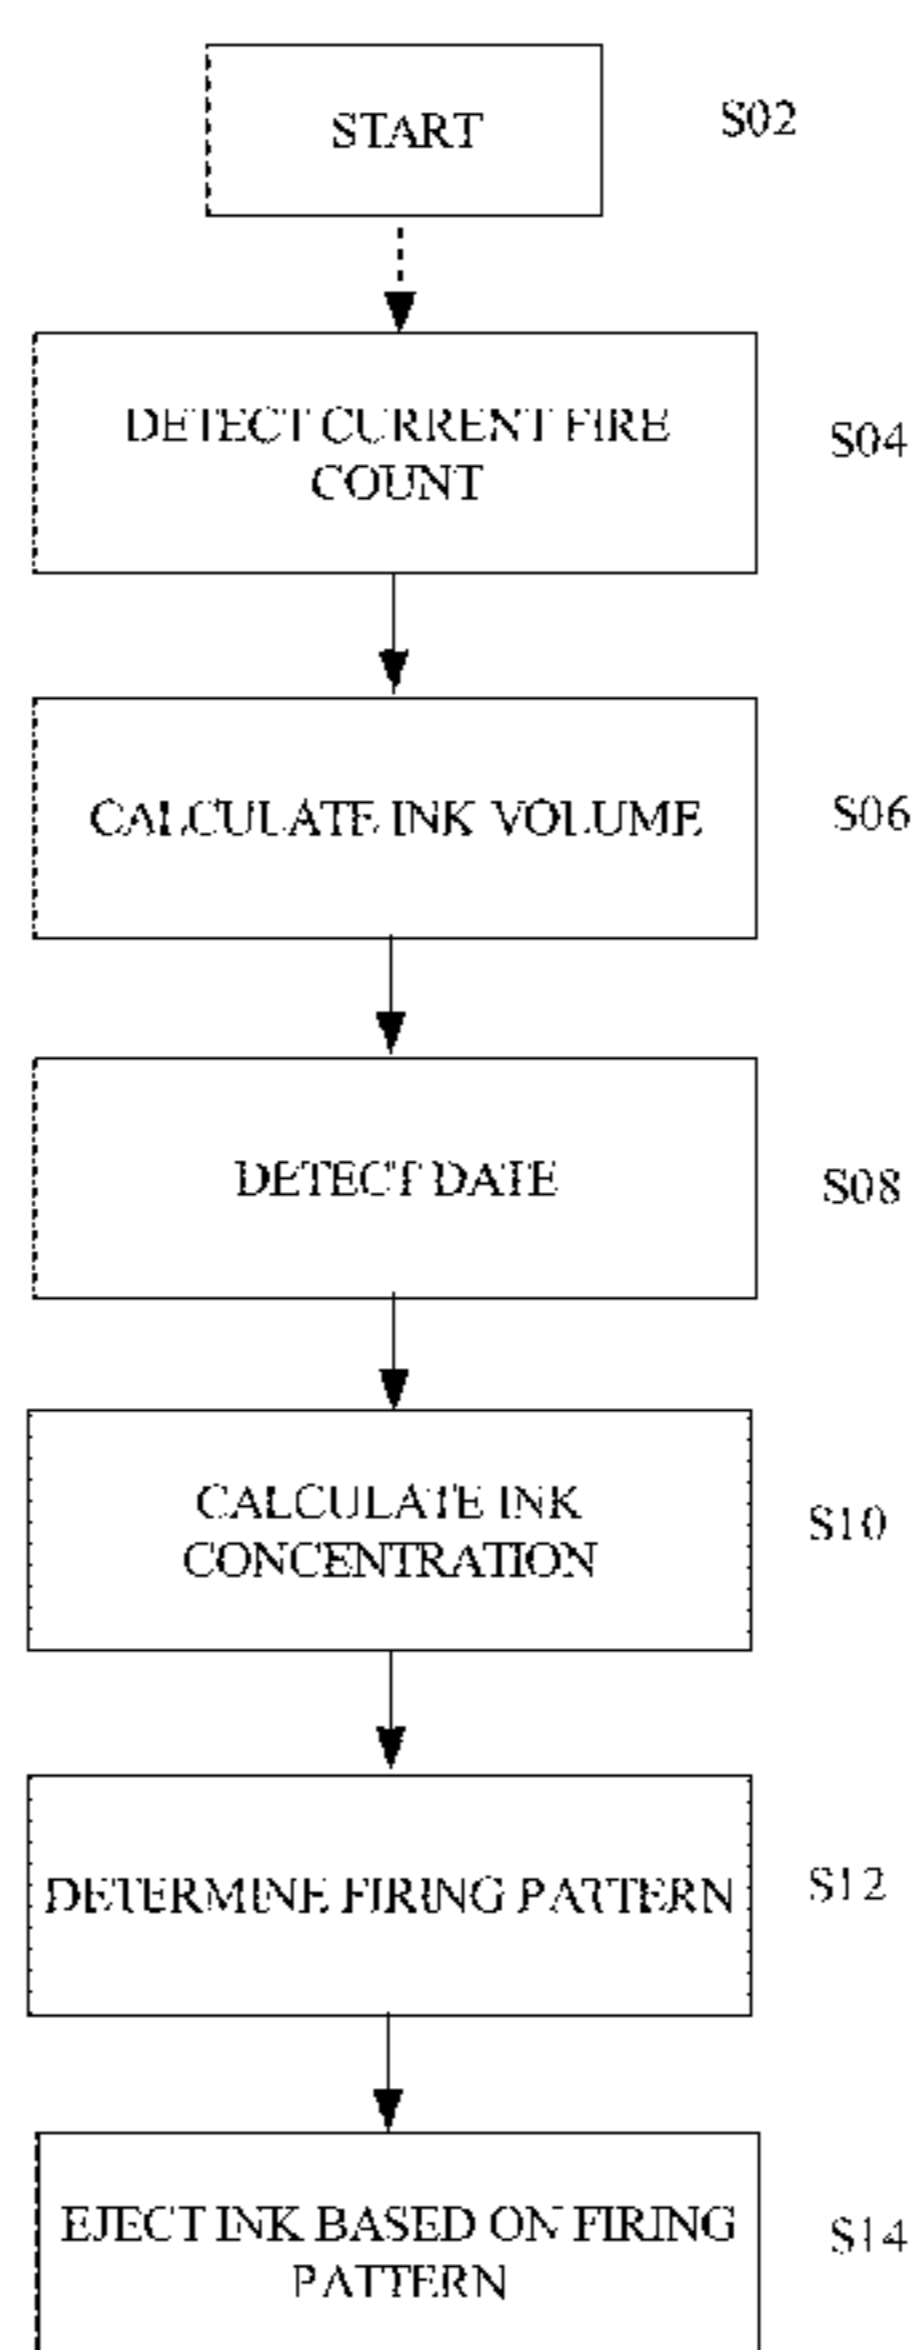 START
S02
DETECT CURRENT FIRE
COUNT
S04
CALCULATE INK VOLUME
S06
DETECT DATE
S08
CALCULATE INK
CONCENTRATION
S10
DETERMINE FIRING PATTERN
S12
EJECT INK BASED ON FIRING
PATTERN
S14